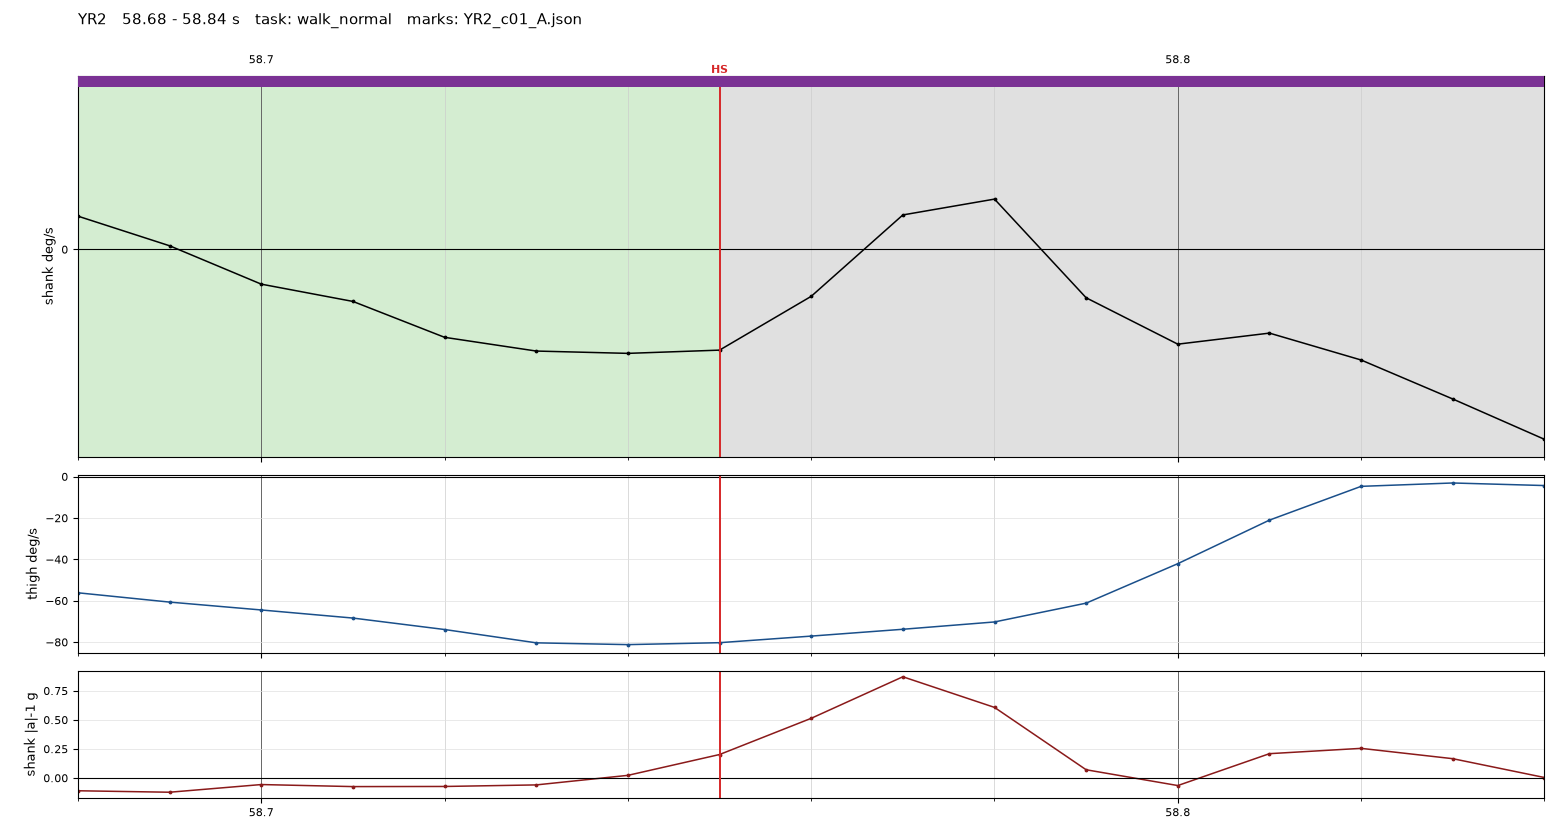 YR2   58.68 - 58.84 s   task: walk_normal   marks: YR2_c01_A.json
58.7
58.8
HS
shank deg/s
0
thigh deg/s
0
−20
−40
−60
−80
shank |a|-1 g
0.75
0.50
0.25
0.00
58.7
58.8